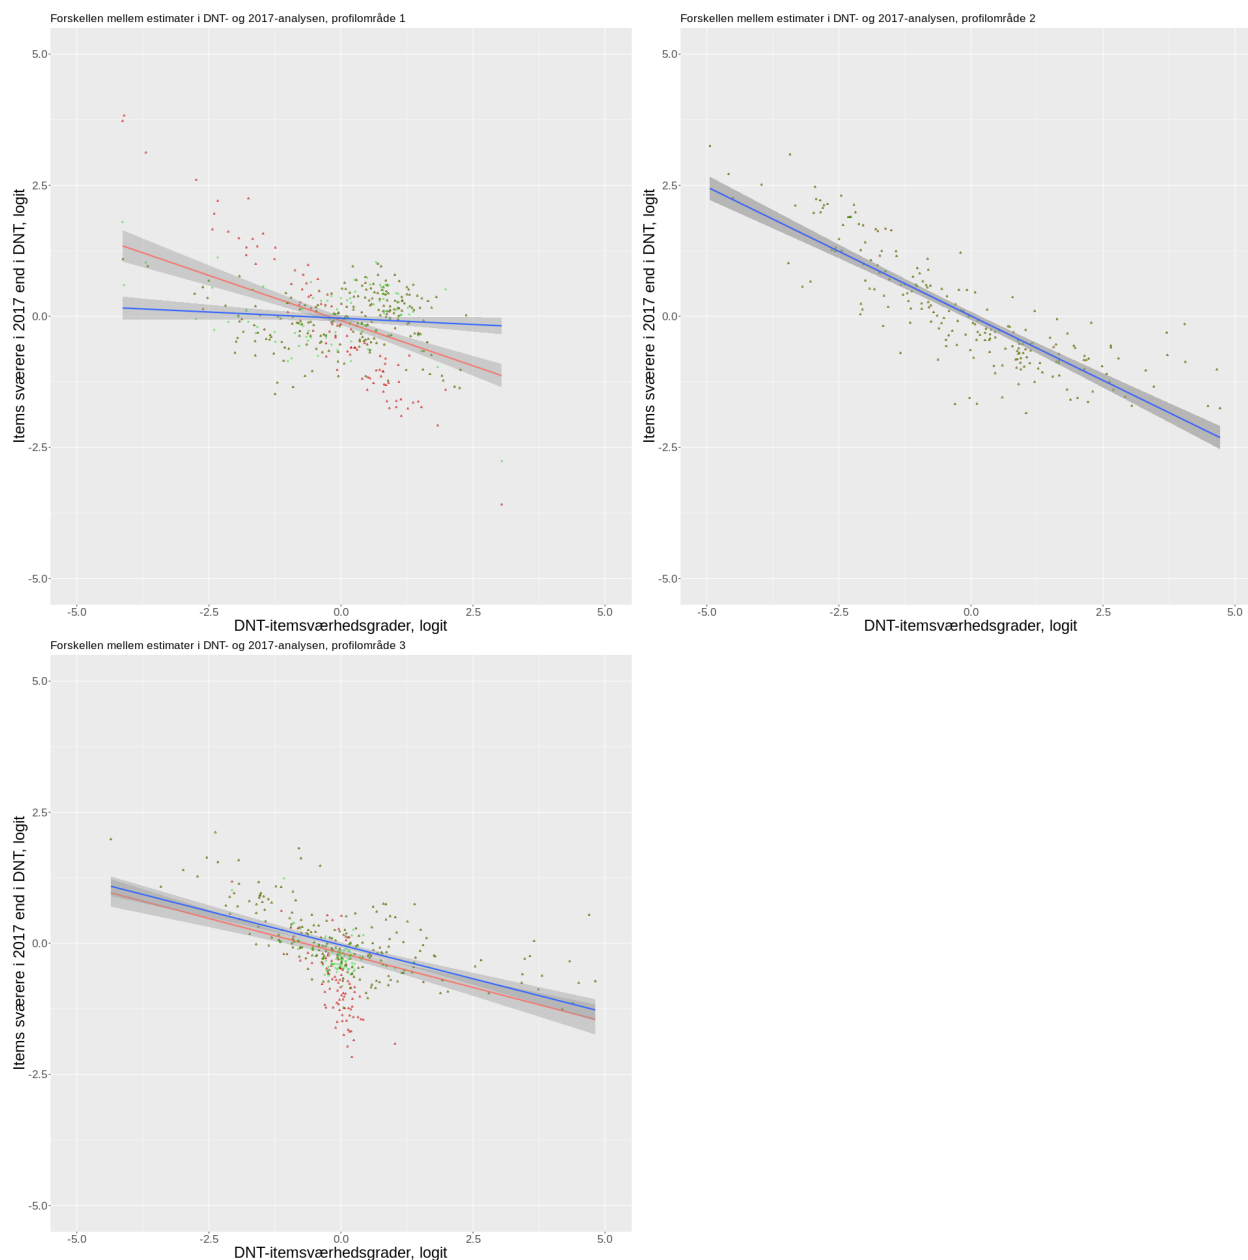 Forskellen mellem estimater i DNT- og 2017-analysen, profilområde 1
5.0
2.5
0.0
-2.5
-5.0
Items sværere i 2017 end i DNT, logit
-5.0 -2.5 0.0 2.5 5.0
DNT-itemsværhedsgrader, logit
Forskellen mellem estimater i DNT- og 2017-analysen, profilområde 2
5.0
2.5
0.0
-2.5
-5.0
Items sværere i 2017 end i DNT, logit
-5.0 -2.5 0.0 2.5 5.0
DNT-itemsværhedsgrader, logit
Forskellen mellem estimater i DNT- og 2017-analysen, profilområde 3
5.0
2.5
0.0
-2.5
-5.0
Items sværere i 2017 end i DNT, logit
-5.0 -2.5 0.0 2.5 5.0
DNT-itemsværhedsgrader, logit